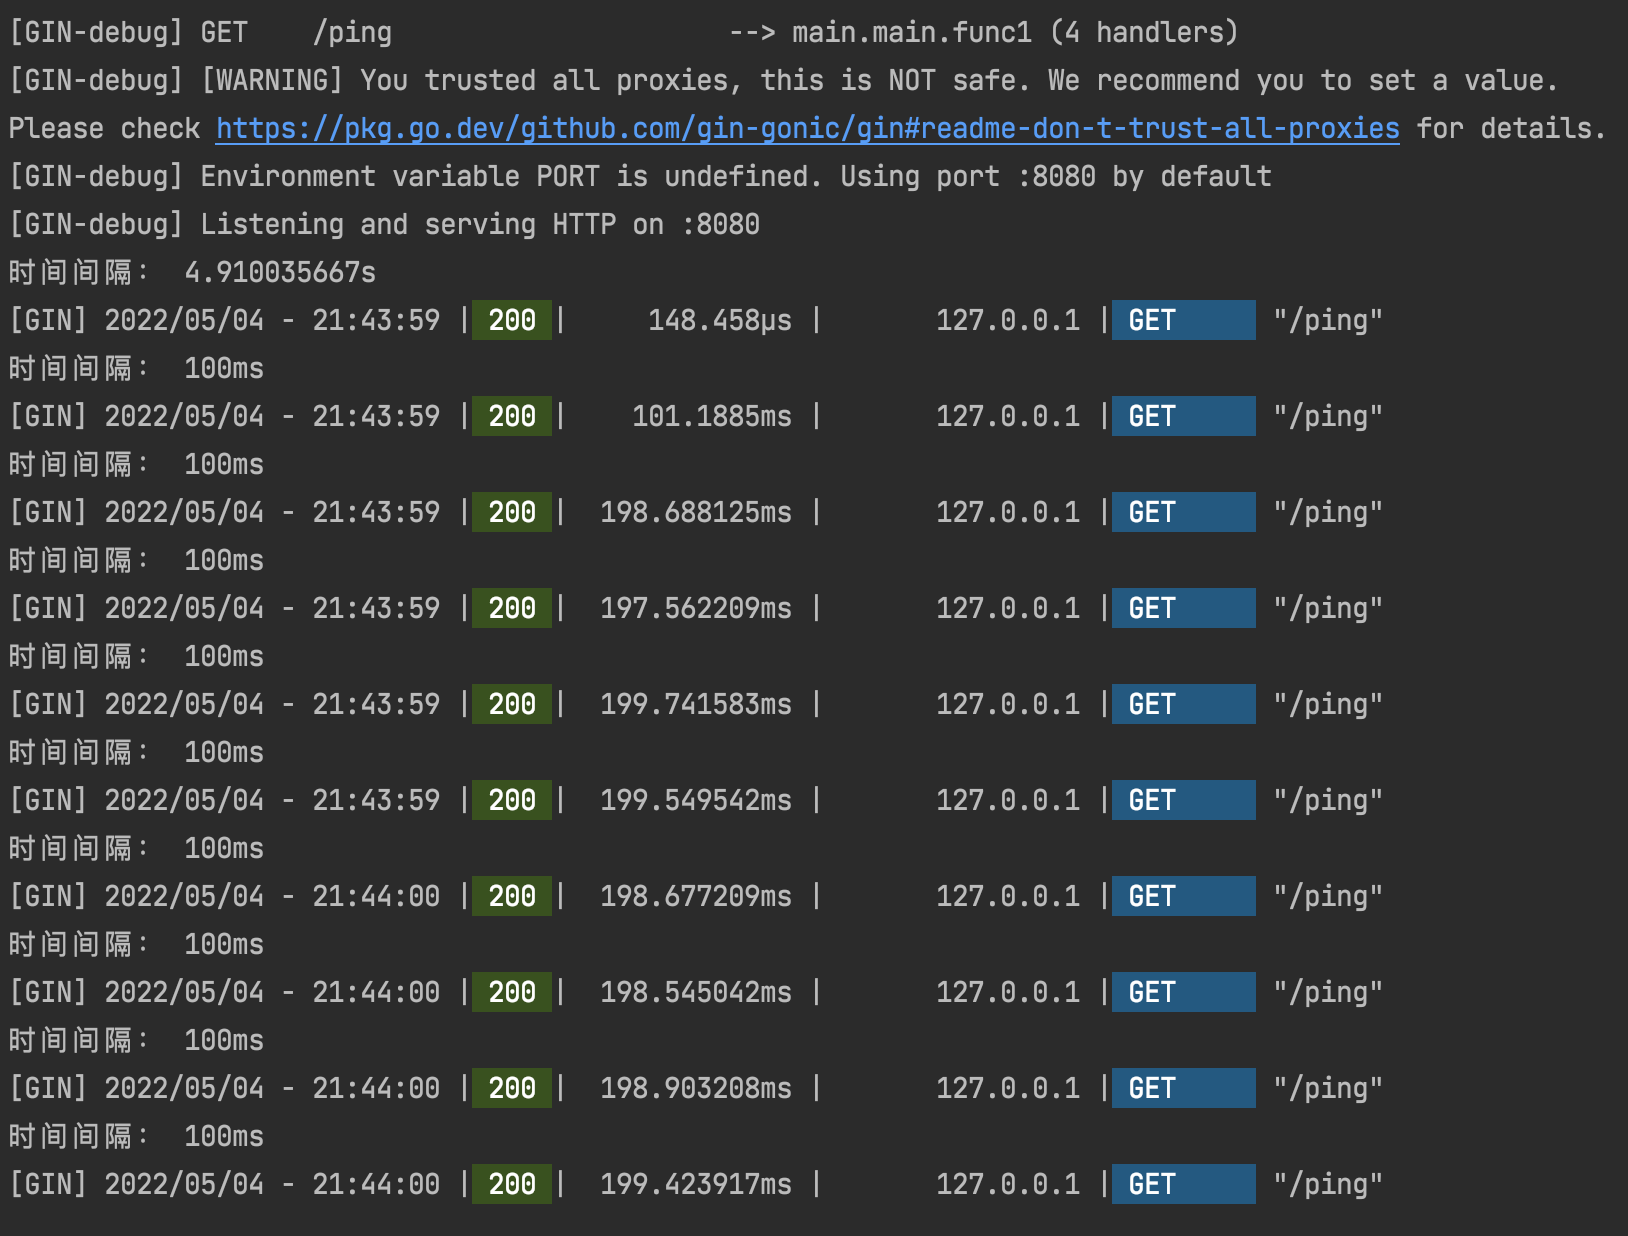 [GIN-debug] GET    /ping                     --> main.main.func1 (4 handlers)
[GIN-debug] [WARNING] You trusted all proxies, this is NOT safe. We recommend you to set a value.
Please check https://pkg.go.dev/github.com/gin-gonic/gin#readme-don-t-trust-all-proxies for details.
[GIN-debug] Environment variable PORT is undefined. Using port :8080 by default
[GIN-debug] Listening and serving HTTP on :8080
时间间隔： 4.910035667s
[GIN] 2022/05/04 - 21:43:59 | 200 |     148.458µs |       127.0.0.1 | GET      "/ping"
时间间隔： 100ms
[GIN] 2022/05/04 - 21:43:59 | 200 |    101.1885ms |       127.0.0.1 | GET      "/ping"
时间间隔： 100ms
[GIN] 2022/05/04 - 21:43:59 | 200 |  198.688125ms |       127.0.0.1 | GET      "/ping"
时间间隔： 100ms
[GIN] 2022/05/04 - 21:43:59 | 200 |  197.562209ms |       127.0.0.1 | GET      "/ping"
时间间隔： 100ms
[GIN] 2022/05/04 - 21:43:59 | 200 |  199.741583ms |       127.0.0.1 | GET      "/ping"
时间间隔： 100ms
[GIN] 2022/05/04 - 21:43:59 | 200 |  199.549542ms |       127.0.0.1 | GET      "/ping"
时间间隔： 100ms
[GIN] 2022/05/04 - 21:44:00 | 200 |  198.677209ms |       127.0.0.1 | GET      "/ping"
时间间隔： 100ms
[GIN] 2022/05/04 - 21:44:00 | 200 |  198.545042ms |       127.0.0.1 | GET      "/ping"
时间间隔： 100ms
[GIN] 2022/05/04 - 21:44:00 | 200 |  198.903208ms |       127.0.0.1 | GET      "/ping"
时间间隔： 100ms
[GIN] 2022/05/04 - 21:44:00 | 200 |  199.423917ms |       127.0.0.1 | GET      "/ping"